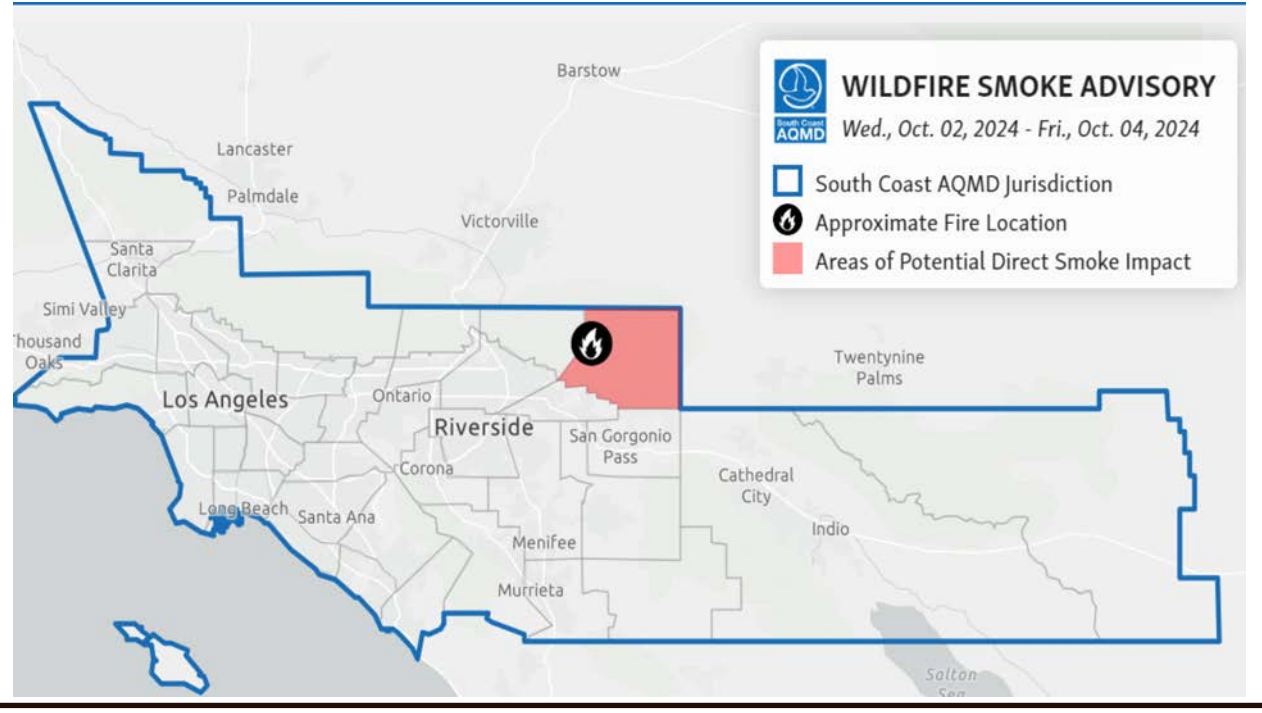 Barstow
WILDFIRE SMOKE ADVISORY
South Coast
AQMD
Wed., Oct. 02, 2024 - Fri., Oct. 04, 2024
Lancaster
South Coast AQMD Jurisdiction
Palmdale
Victorville
Approximate Fire Location
Santa
Clarita
Areas of Potential Direct Smoke Impact
Simi Valley
housand
Oaks
Twentynine
Palms
Los Angeles
Ontario
Riverside
San Gorgonio
Pass
Corona
Cathedral
City
Long Beach
Santa Ana
Indio
Menifee
Murrieta
Salton
Sea